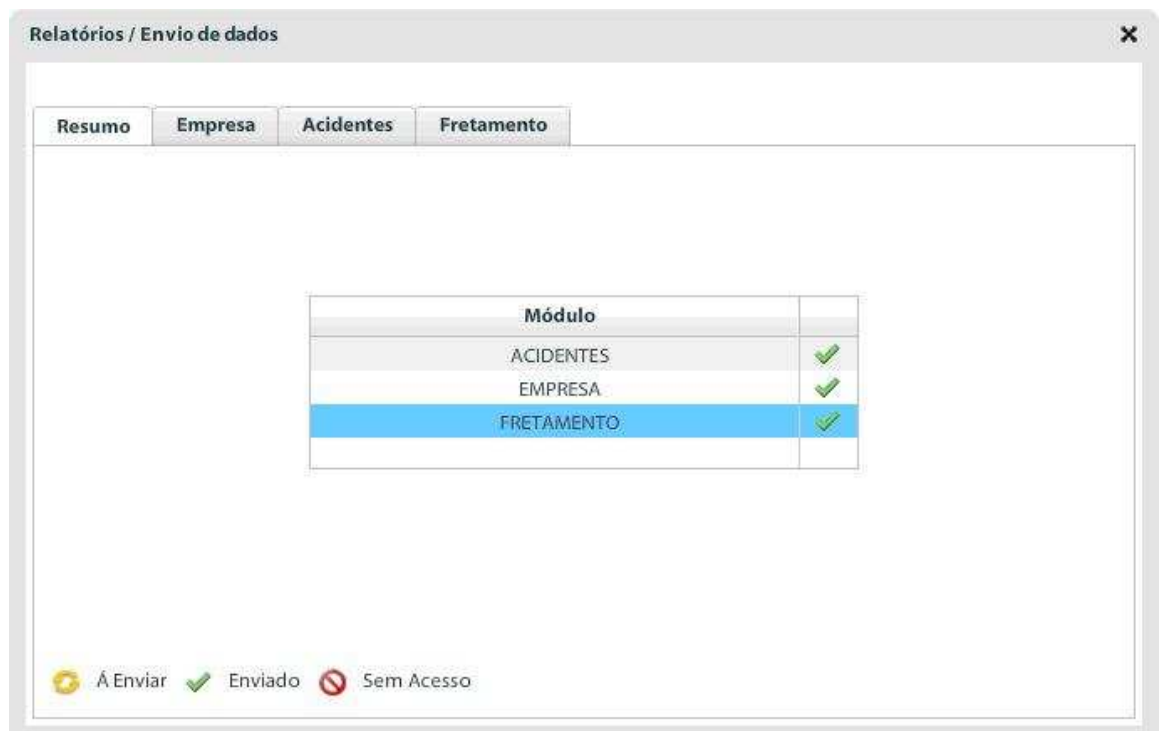 Relatórios / Envio de dados
Resumo Empresa Acidentes Fretamento
Módulo
ACIDENTES
EMPRESA
FRETAMENTO
Á Enviar Enviado Sem Acesso